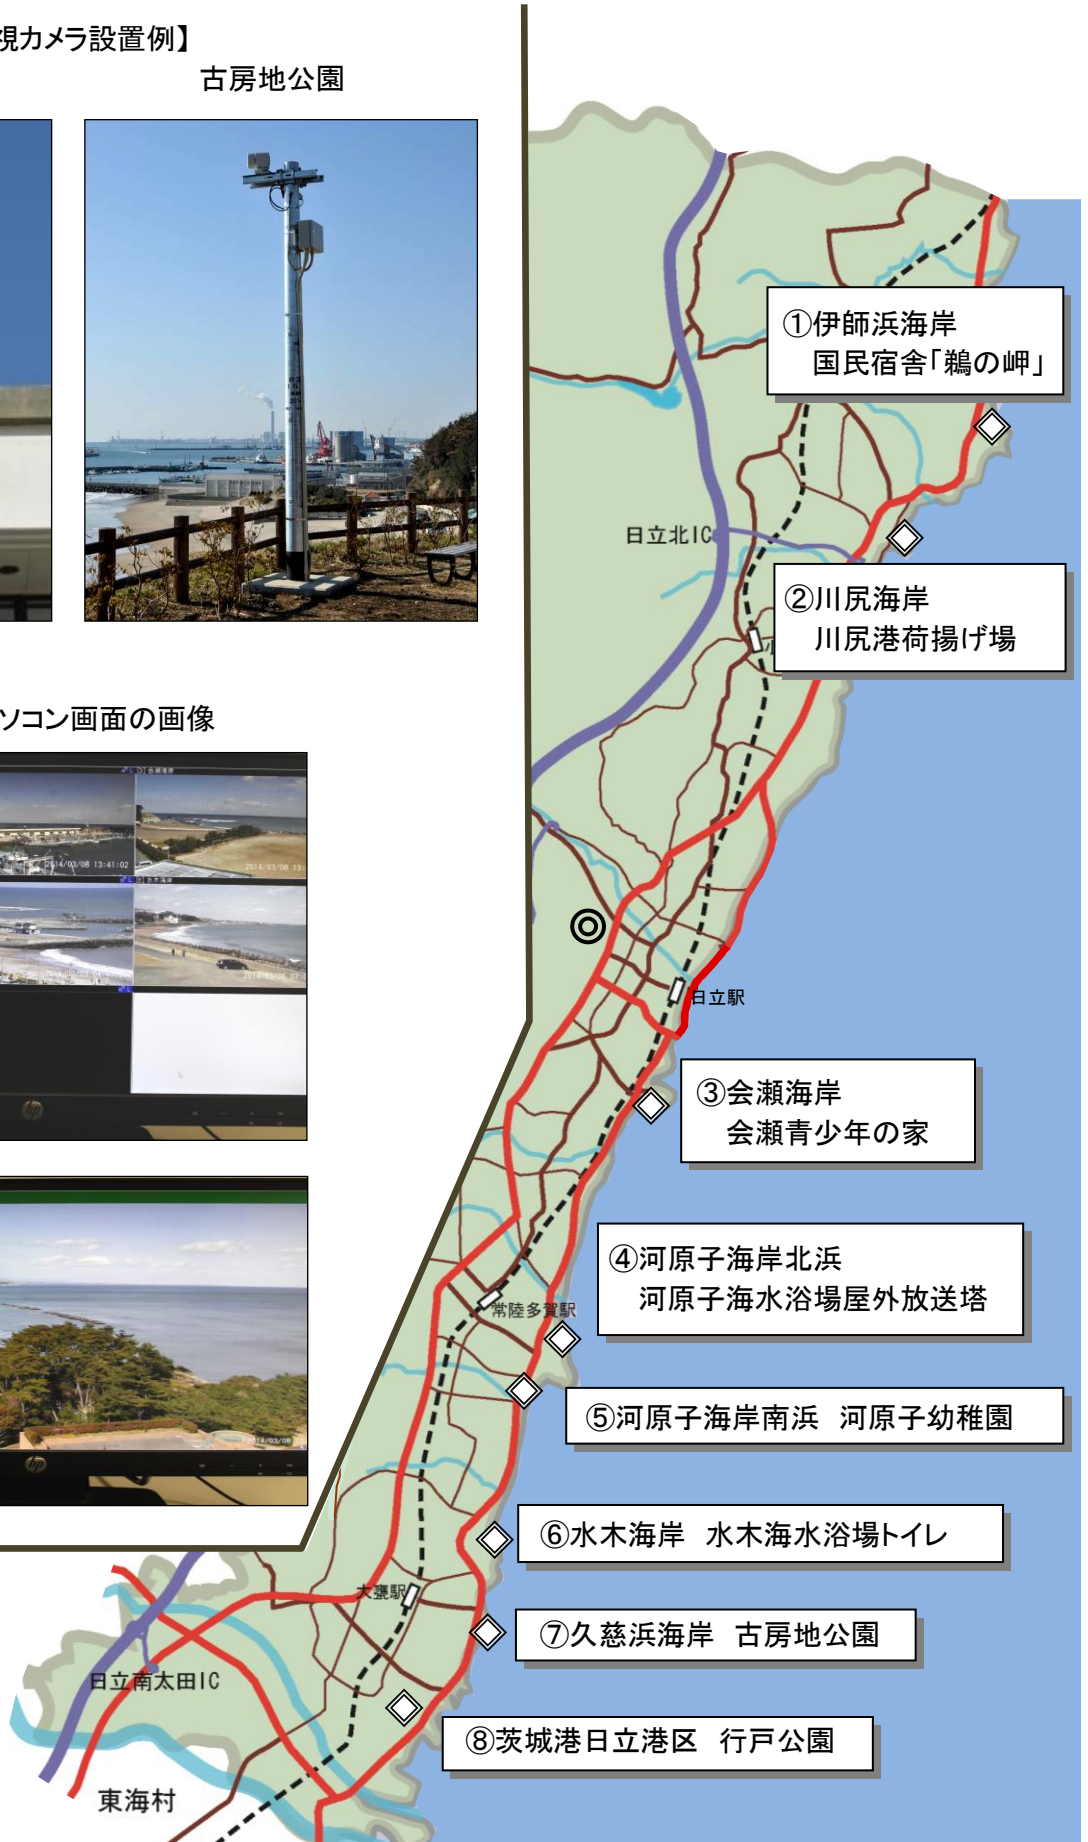 視カメラ設置例】
古房地公園
ソコン画面の画像
2014/03/08 13:41:02
hp
hp
①伊師浜海岸
国民宿舎「鵜の岬」
日立北IC
②川尻海岸
川尻港荷揚げ場
日立駅
③会瀬海岸
会瀬青少年の家
④河原子海岸北浜
河原子海水浴場屋外放送塔
常陸多賀駅
⑤河原子海岸南浜 河原子幼稚園
⑥水木海岸 水木海水浴場トイレ
大甕駅
⑦久慈浜海岸 古房地公園
日立南太田IC
⑧茨城港日立港区 行戸公園
東海村